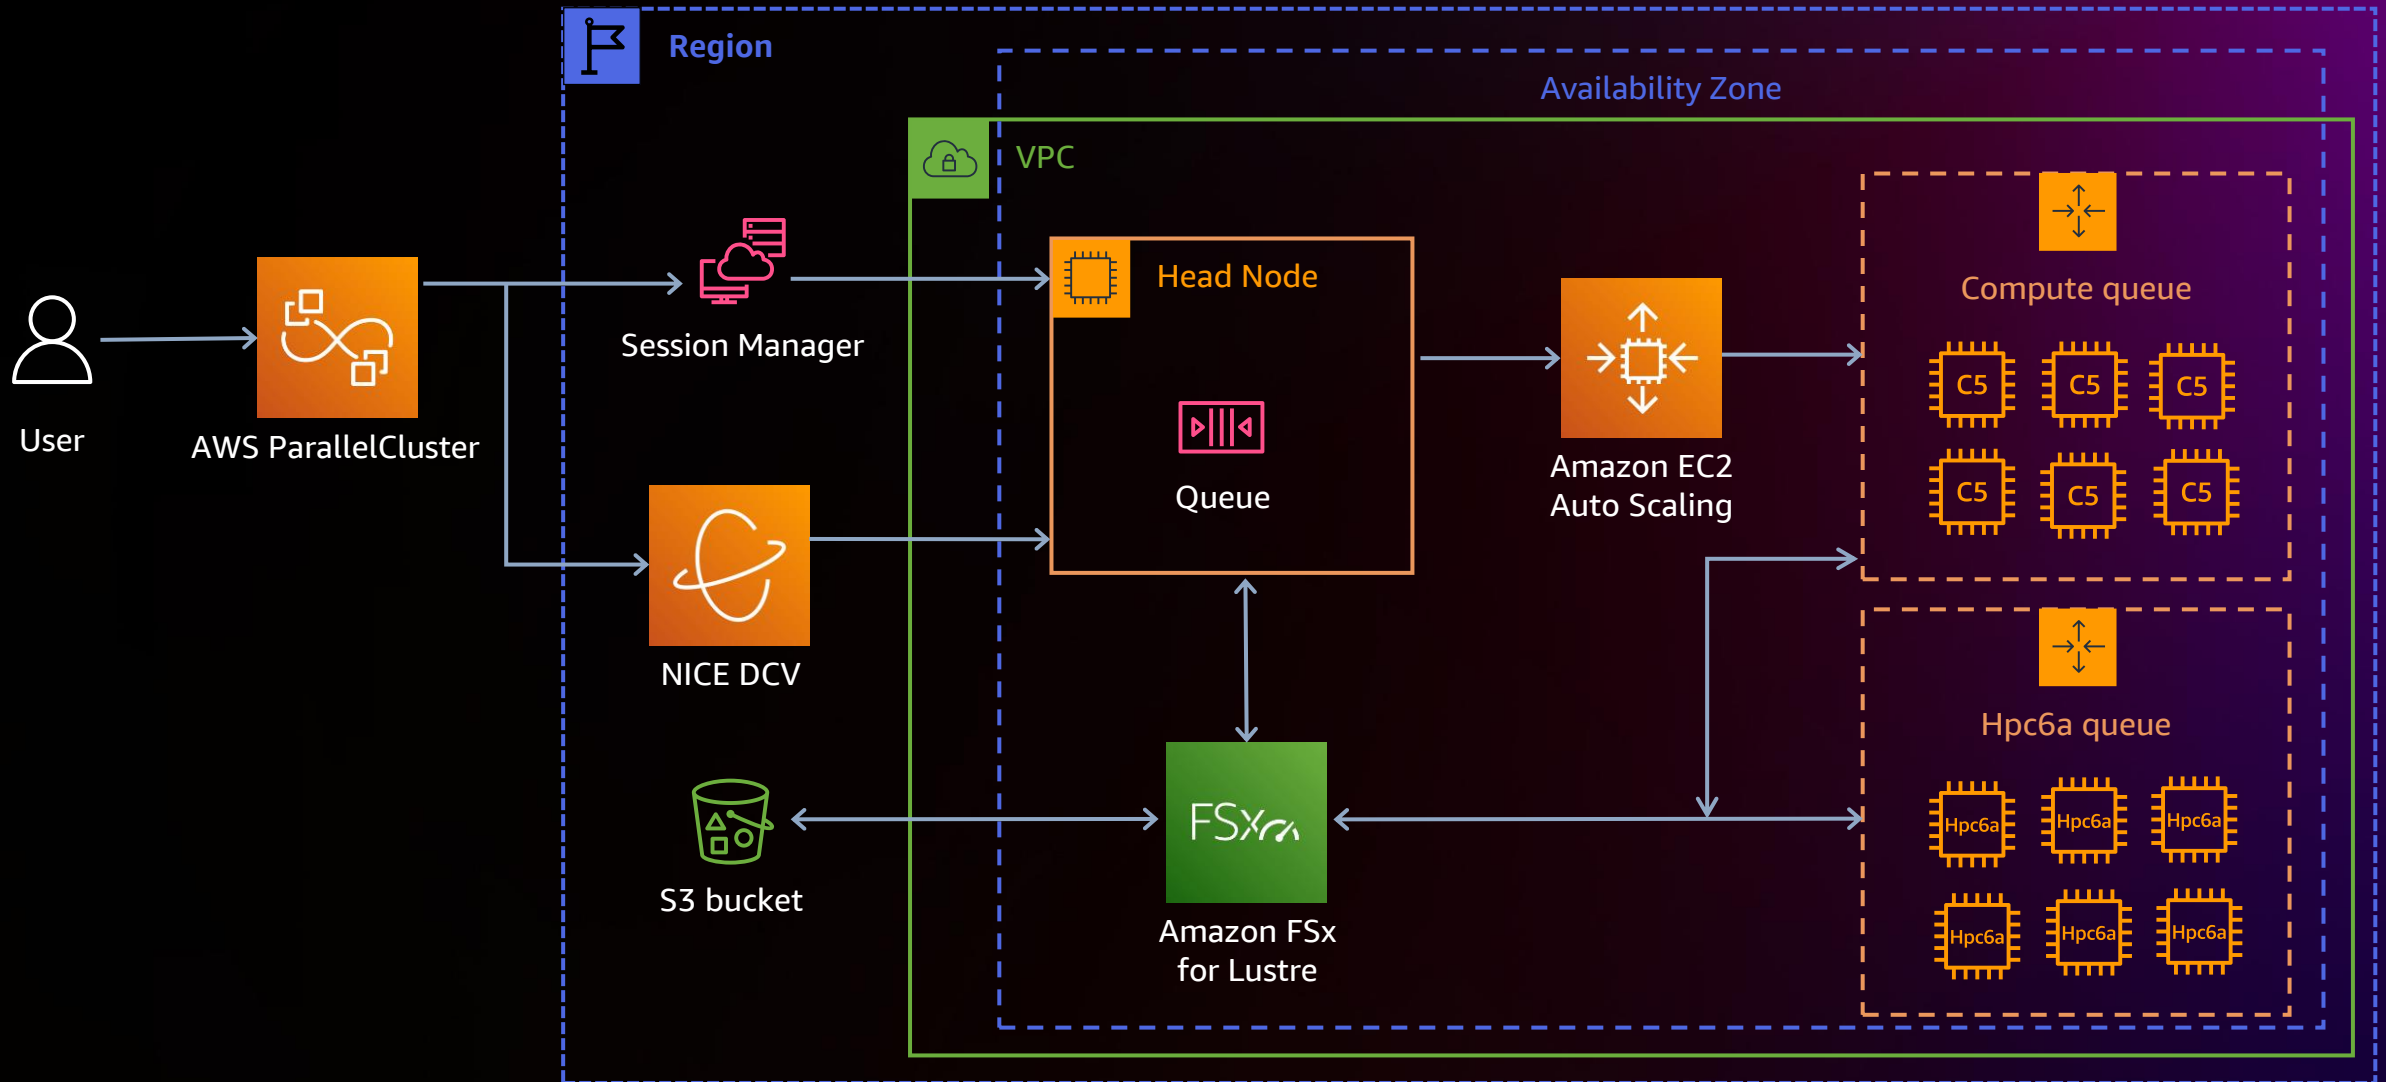 Region
Availability Zone
VPC
Head Node
Compute queue
Session Manager
C5
C5
C5
User
AWS ParallelCluster
Queue
Amazon EC2
Auto Scaling
C5
C5
C5
NICE DCV
Hpc6a queue
FSx
Hpc6a
Hpc6a
Hpc6a
S3 bucket
Amazon FSx
for Lustre
Hpc6a
Hpc6a
Hpc6a